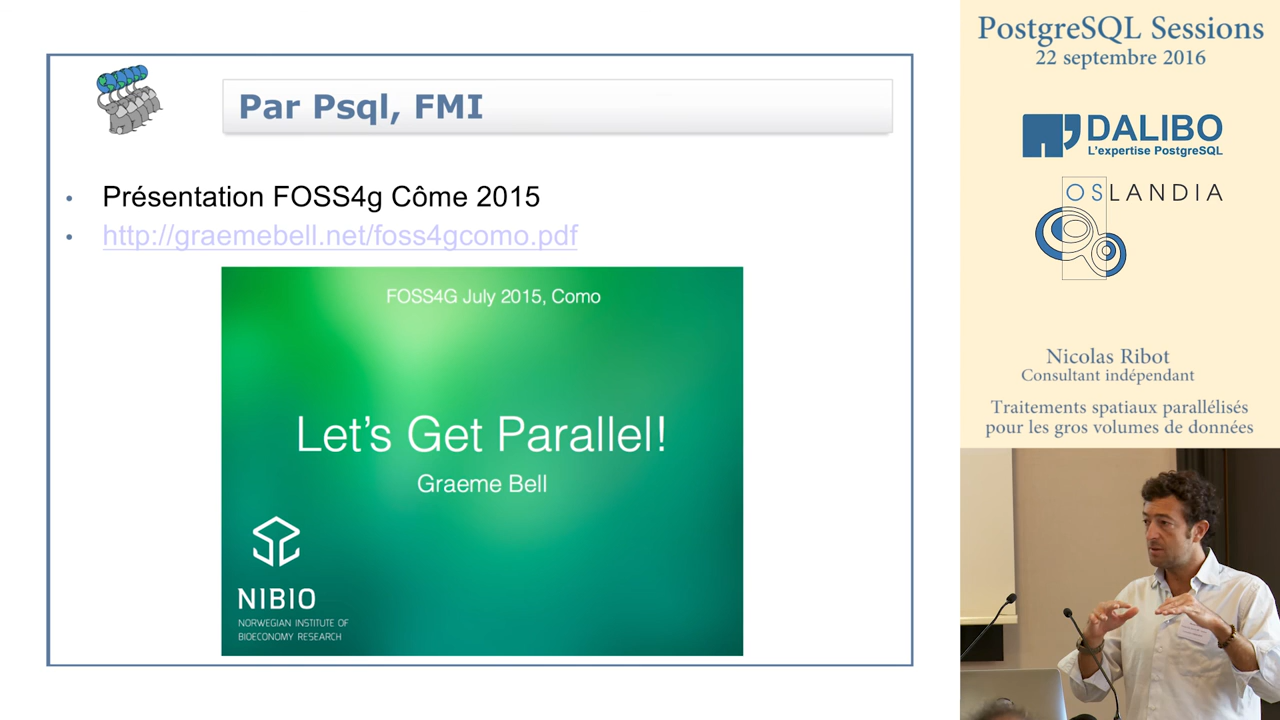 Par Psql, FMI
• Présentation FOSS4g Côme 2015
• http://graemebell.net/foss4gcomo.pdf
FOSS4G July 2015, Como
Let's Get Parallel!
Graeme Bell
NIBIO
NORWEGIAN INSTITUTE OF
BIOECONOMY RESEARCH
PostgreSQL Sessions
22 septembre 2016
DALIBO
L'expertise PostgreSQL
OSLANDIA
Nicolas Ribot
Consultant indépendant
Traitements spatiaux parallélisés
pour les gros volumes de données